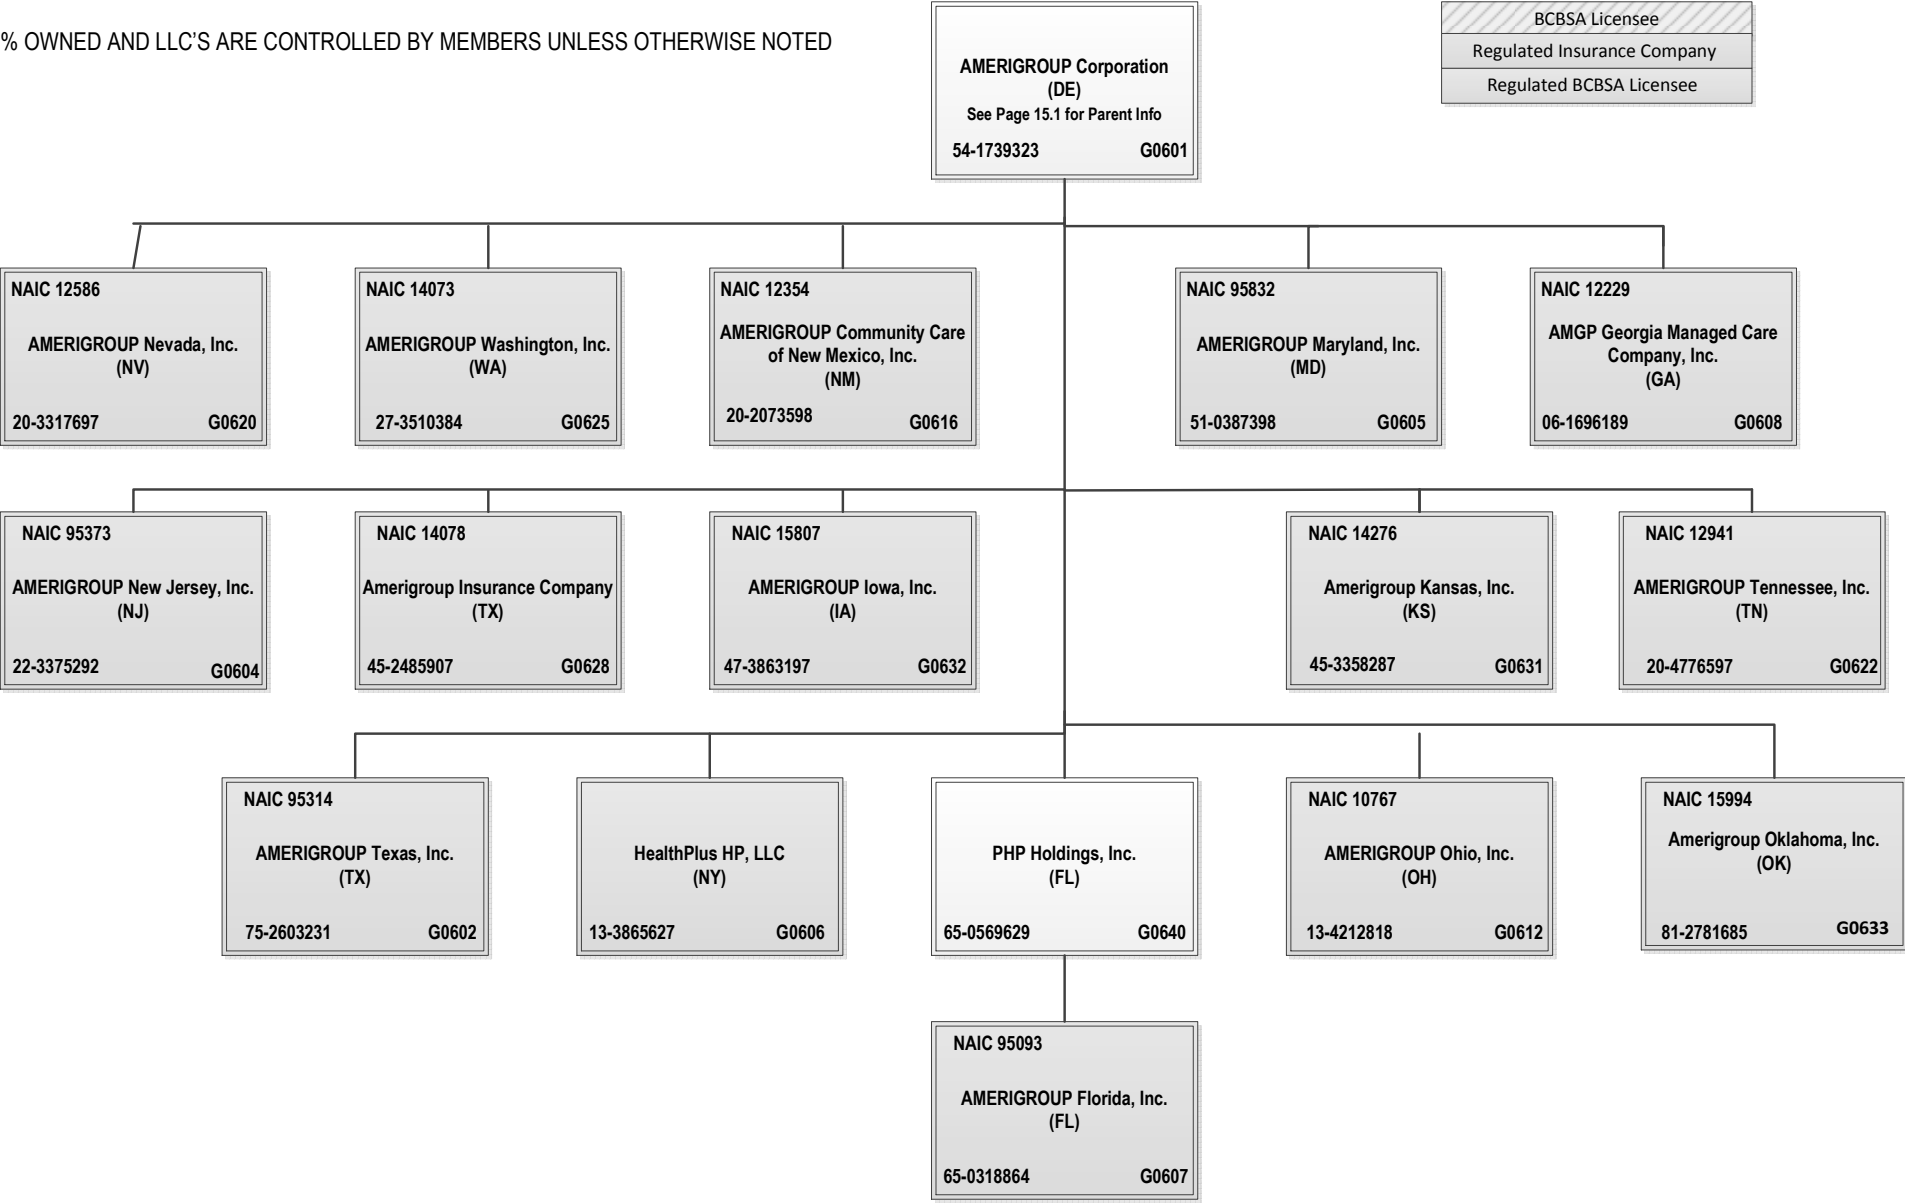 % OWNED AND LLC'S ARE CONTROLLED BY MEMBERS UNLESS OTHERWISE NOTED
AMERIGROUP Corporation
(DE)
See Page 15.1 for Parent Info
54-1739323 G0601
BCBSA Licensee
Regulated Insurance Company
Regulated BCBSA Licensee
NAIC 12586
AMERIGROUP Nevada, Inc.
(NV)
20-3317697 G0620
NAIC 14073
AMERIGROUP Washington, Inc.
(WA)
27-3510384 G0625
NAIC 12354
AMERIGROUP Community Care
of New Mexico, Inc.
(NM)
20-2073598 G0616
NAIC 95832
AMERIGROUP Maryland, Inc.
(MD)
51-0387398 G0605
NAIC 12229
AMGP Georgia Managed Care
Company, Inc.
(GA)
06-1696189 G0608
NAIC 95373
AMERIGROUP New Jersey, Inc.
(NJ)
22-3375292 G0604
NAIC 14078
Amerigroup Insurance Company
(TX)
45-2485907 G0628
NAIC 15807
AMERIGROUP Iowa, Inc.
(IA)
47-3863197 G0632
NAIC 14276
Amerigroup Kansas, Inc.
(KS)
45-3358287 G0631
NAIC 12941
AMERIGROUP Tennessee, Inc.
(TN)
20-4776597 G0622
NAIC 95314
AMERIGROUP Texas, Inc.
(TX)
75-2603231 G0602
HealthPlus HP, LLC
(NY)
13-3865627 G0606
PHP Holdings, Inc.
(FL)
65-0569629 G0640
NAIC 10767
AMERIGROUP Ohio, Inc.
(OH)
13-4212818 G0612
NAIC 15994
Amerigroup Oklahoma, Inc.
(OK)
81-2781685 G0633
NAIC 95093
AMERIGROUP Florida, Inc.
(FL)
65-0318864 G0607